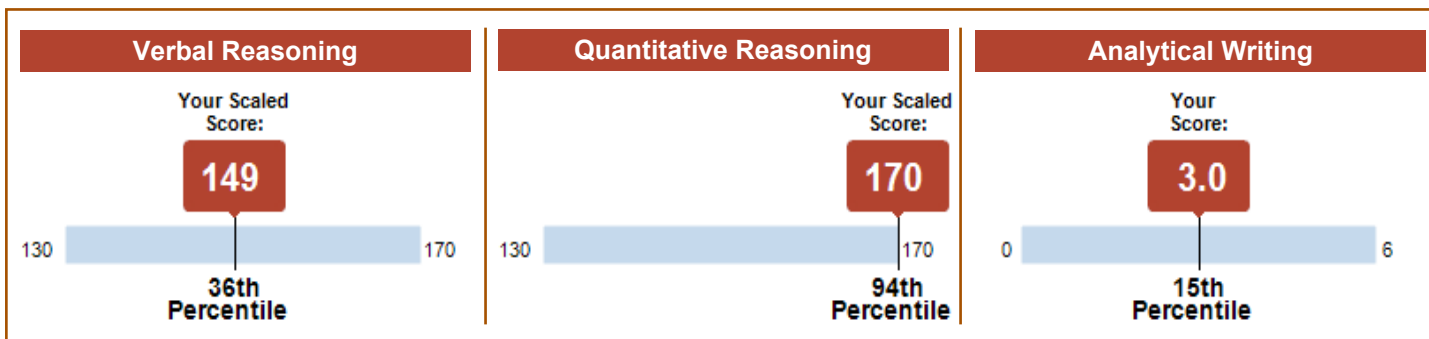 Verbal Reasoning
Your Scaled
Score:
149
130
170
36th
Percentile
Quantitative Reasoning
Your Scaled
Score:
170
130
170
94th
Percentile
Analytical Writing
Your
Score:
3.0
0
6
15th
Percentile